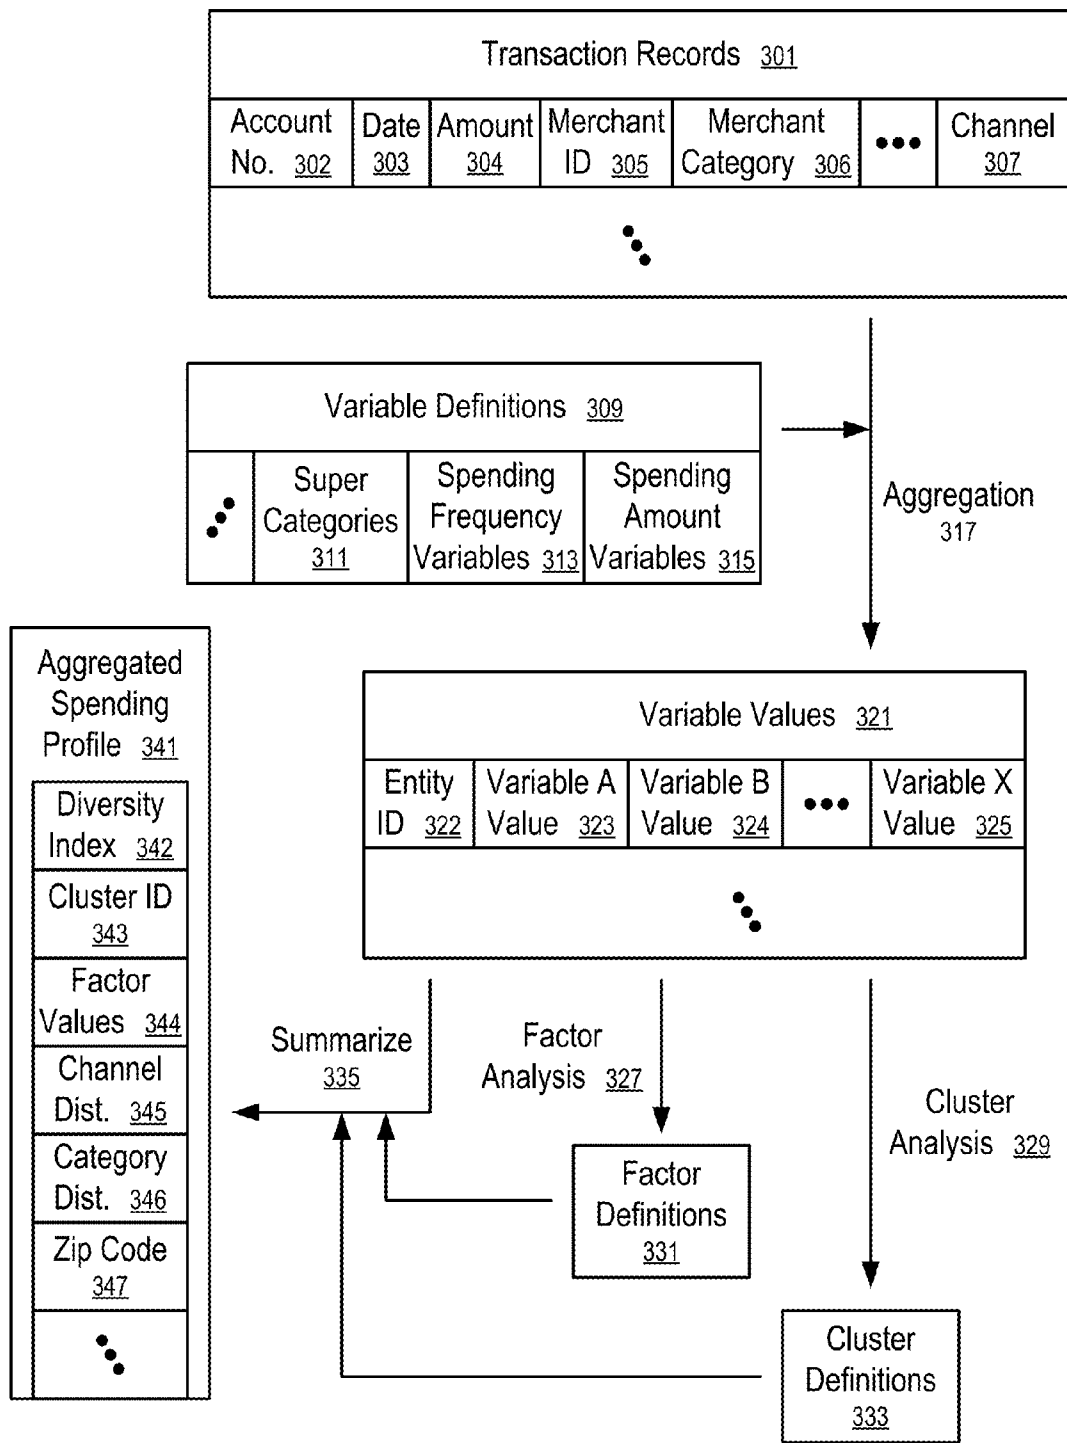 Transaction Records 301
Account
No. 302
Date
303
Amount
304
Merchant
ID 305
Merchant
Category 306
Channel
307
Variable Definitions 309
Super
Categories
311
Spending
Frequency
Variables 313
Spending
Amount
Variables 315
Aggregation
317
Aggregated
Spending
Profile 341
Diversity
Index 342
Cluster ID
343
Factor
Values 344
Channel
Dist. 345
Category
Dist. 346
Zip Code
347
Variable Values 321
Entity
ID 322
Variable A
Value 323
Variable B
Value 324
Variable X
Value 325
Summarize
335
Factor
Analysis 327
Cluster
Analysis 329
Factor
Definitions
331
Cluster
Definitions
333